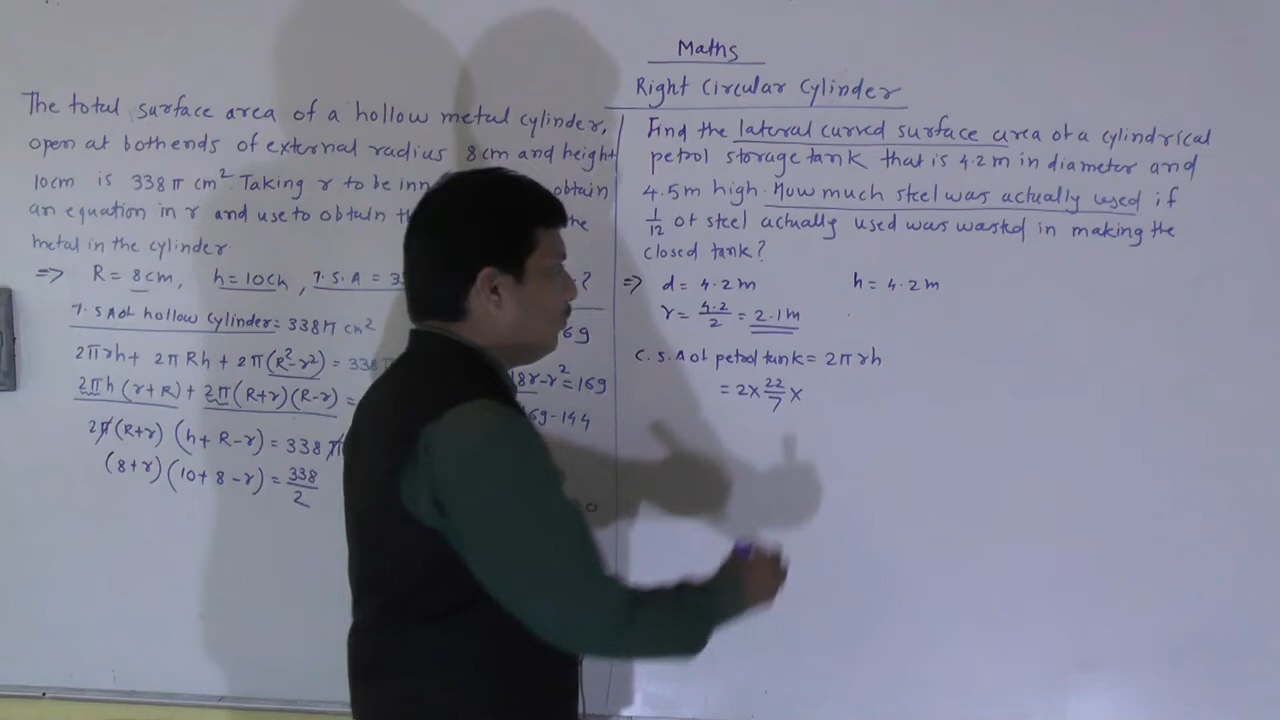 Maths
Right Circular Cylinder
The total surface area of a hollow metal cylinder,
open at both ends of external radius 8cm and height
10cm is 338π cm². Taking r to be obtain
an equation in r and use to obtain the
metal in the cylinder.
=> R = 8cm, h = 10cm, T.S.A = ?
T.S A of hollow cylinder = 338π cm²
2πrh + 2πRh + 2π(R²-r²) = 338
2πh (r+R) + 2π(R+r)(R-r) =
2π(R+r) (h+R-r) = 338π
(8+r)(10+8-r) = 338/2
169
18r-r²=169
169-144
0
Find the lateral curved surface area of a cylindrical
petrol storage tank that is 4.2m in diameter and
4.5m high. How much steel was actually used if
1/12 of steel actually used was wasted in making the
closed tank?
=> d = 4.2m h = 4.2m
r = 4.2/2 = 2.1m
C.S.A of petrol tank = 2πrh
= 2×22/7×